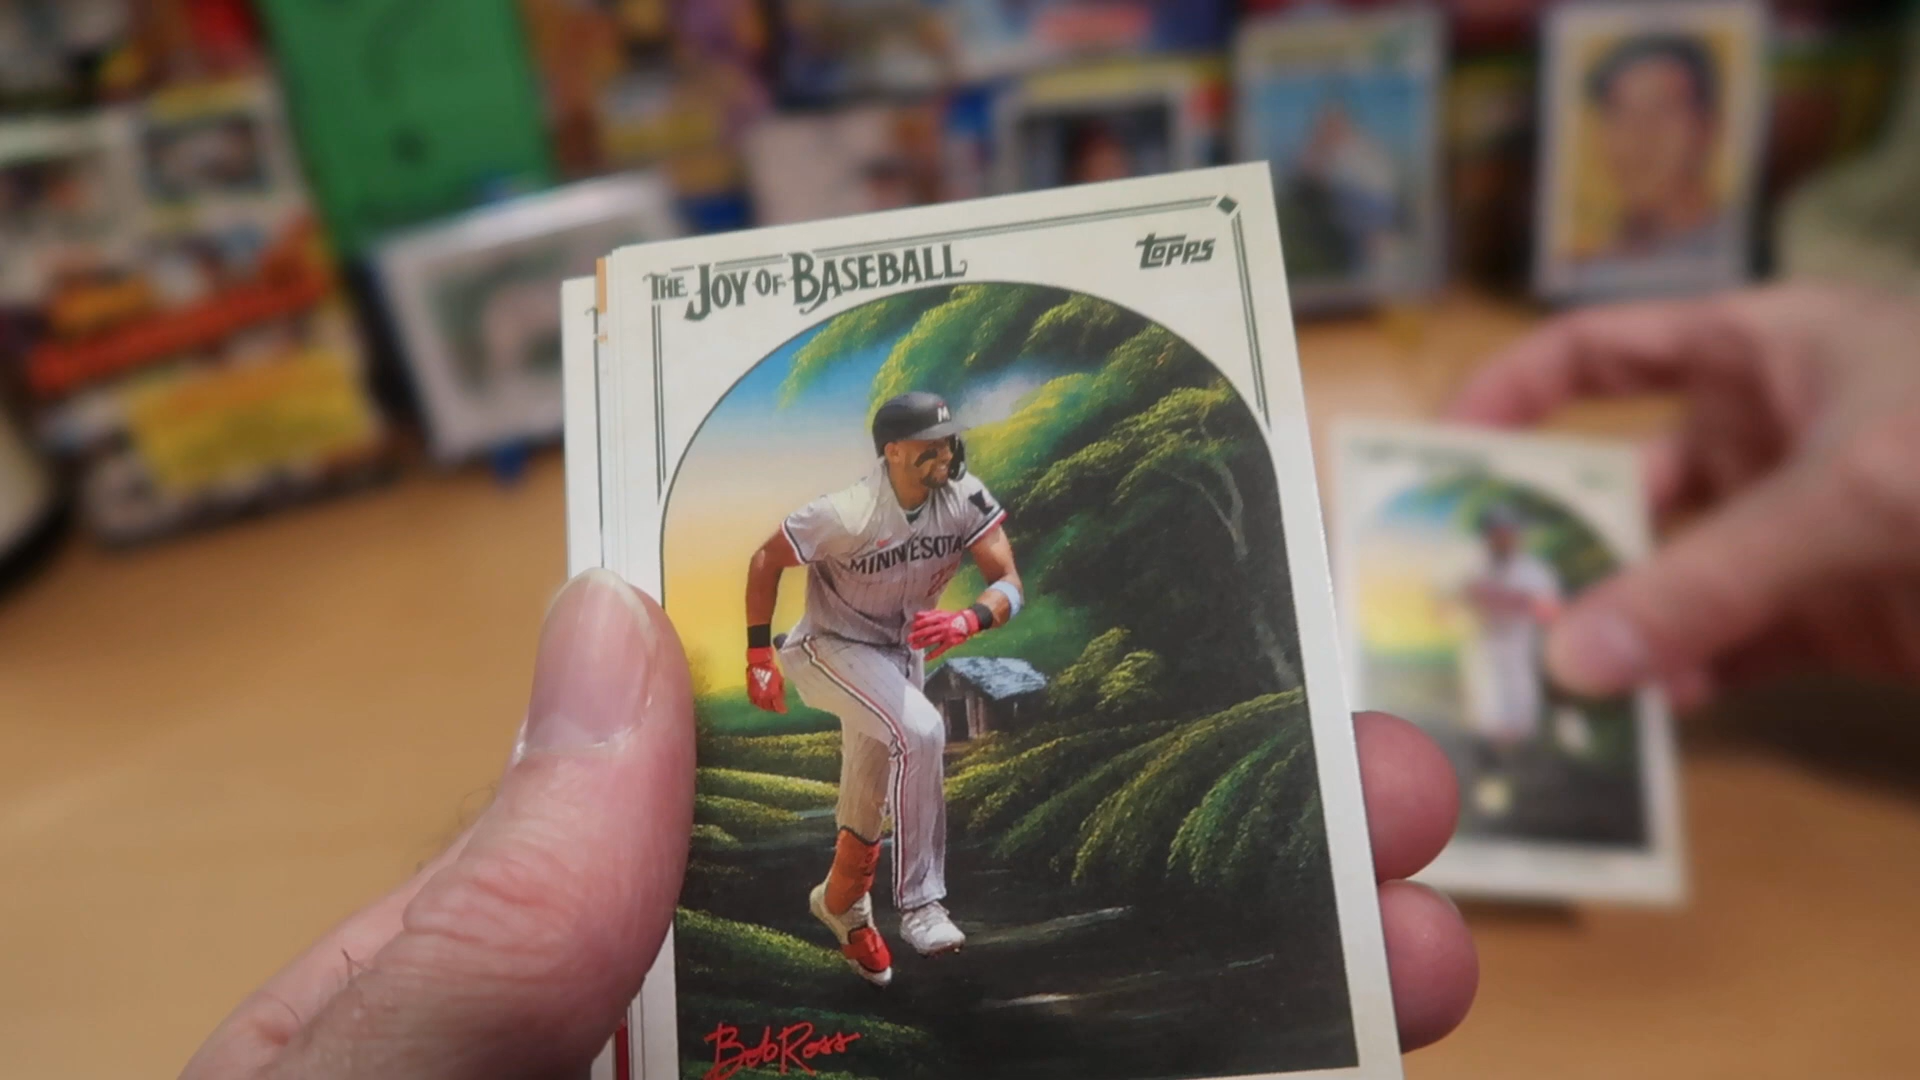 THE JOY OF BASEBALL
topps
M
MINNESOTA
Bob Ross